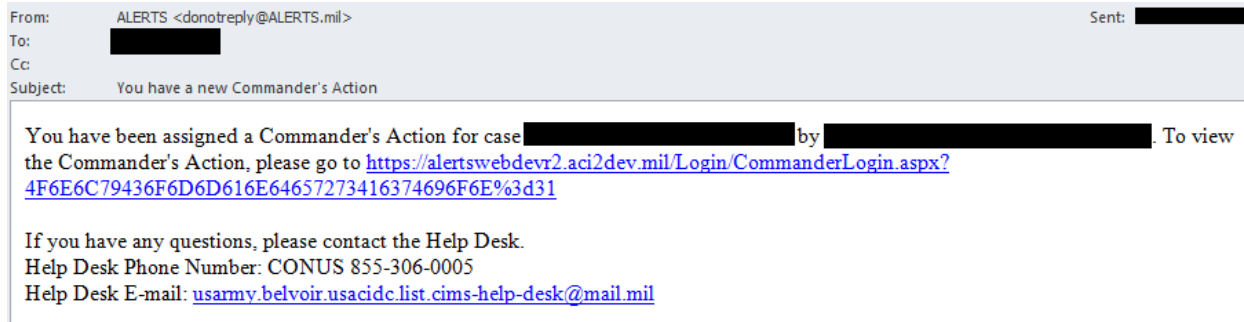 From: ALERTS <donotreply@ALERTS.mil> Sent:
To:
Cc:
Subject: You have a new Commander's Action
You have been assigned a Commander's Action for case by . To view
the Commander's Action, please go to https://alertswebdevr2.aci2dev.mil/Login/CommanderLogin.aspx?
4F6E6C79436F6D6D616E64657273416374696F6E%3d31
If you have any questions, please contact the Help Desk.
Help Desk Phone Number: CONUS 855-306-0005
Help Desk E-mail: usarmy.belvoir.usacidc.list.cims-help-desk@mail.mil